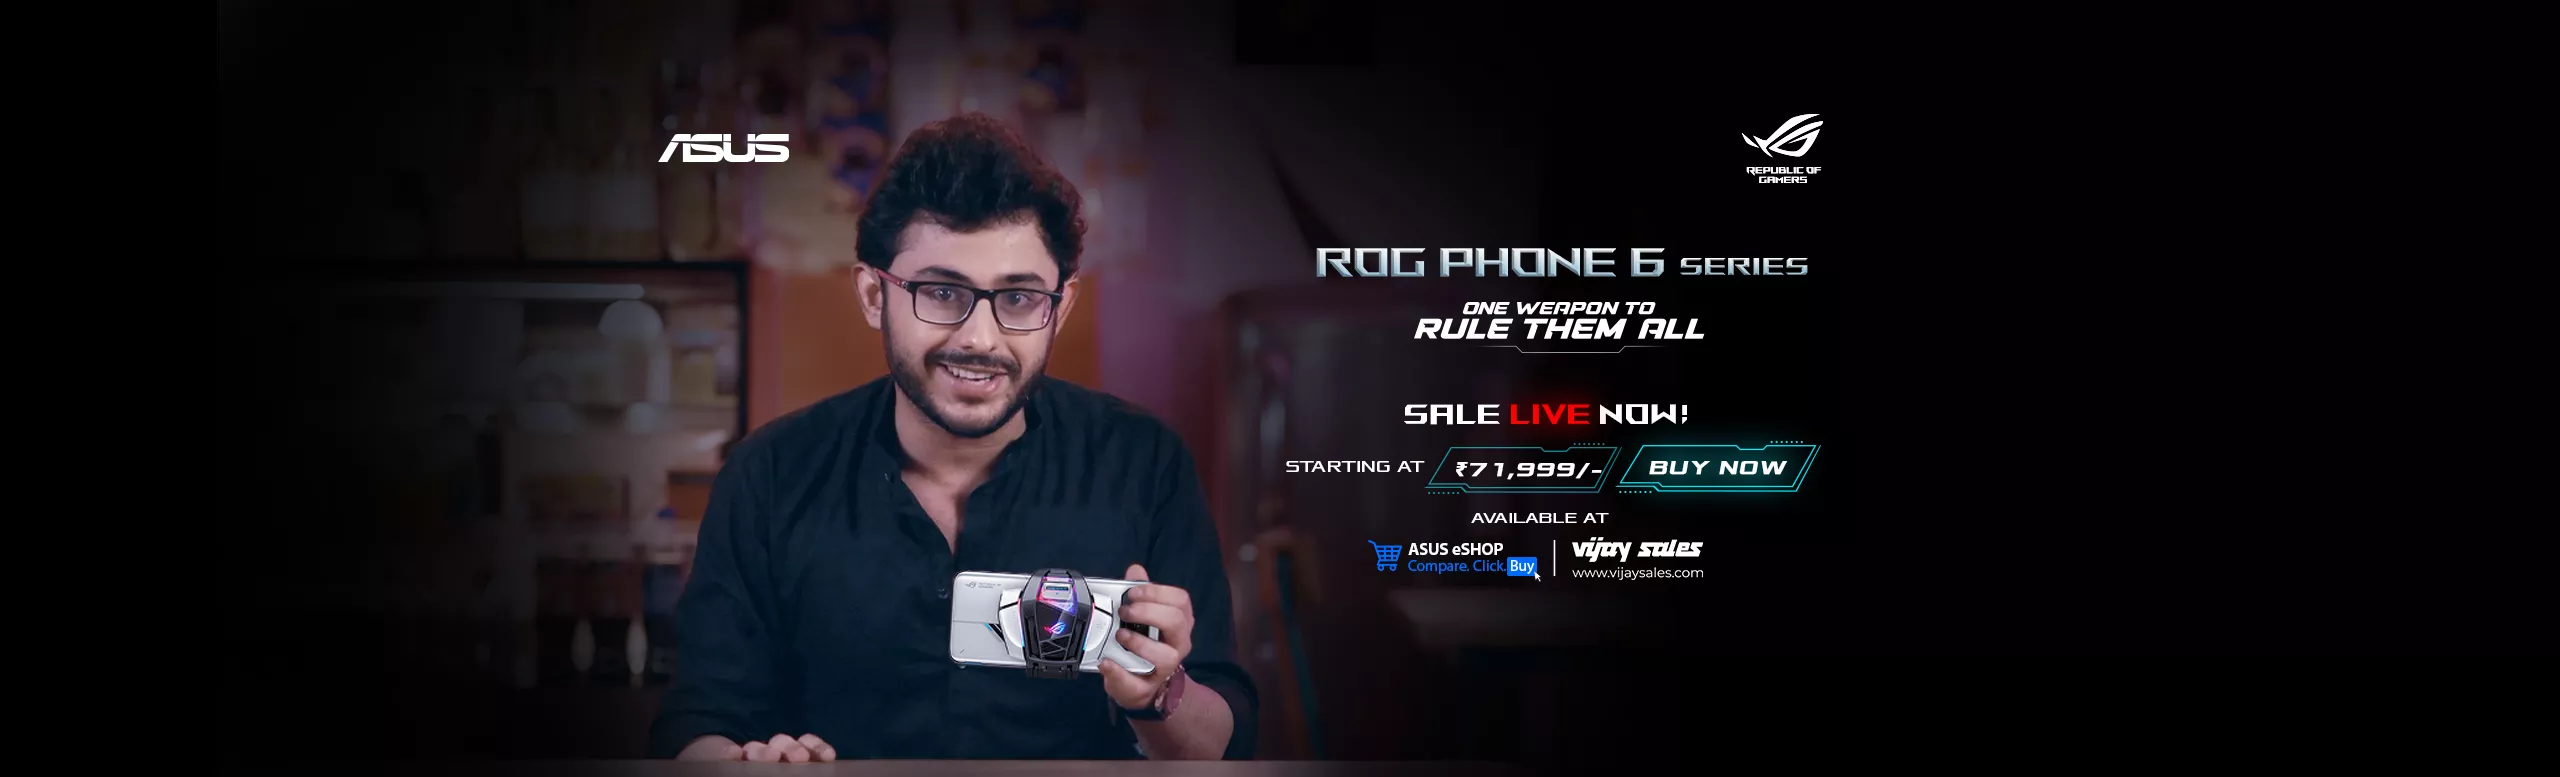 ASUS
REPUBLIC OF
GAMERS
ROG PHONE 6 SERIES
ONE WEAPON TO
RULE THEM ALL
SALE LIVE NOW!
STARTING AT ₹71,999/- BUY NOW
AVAILABLE AT
ASUS eSHOP
Compare. Click. Buy
vijay sales
www.vijaysales.com